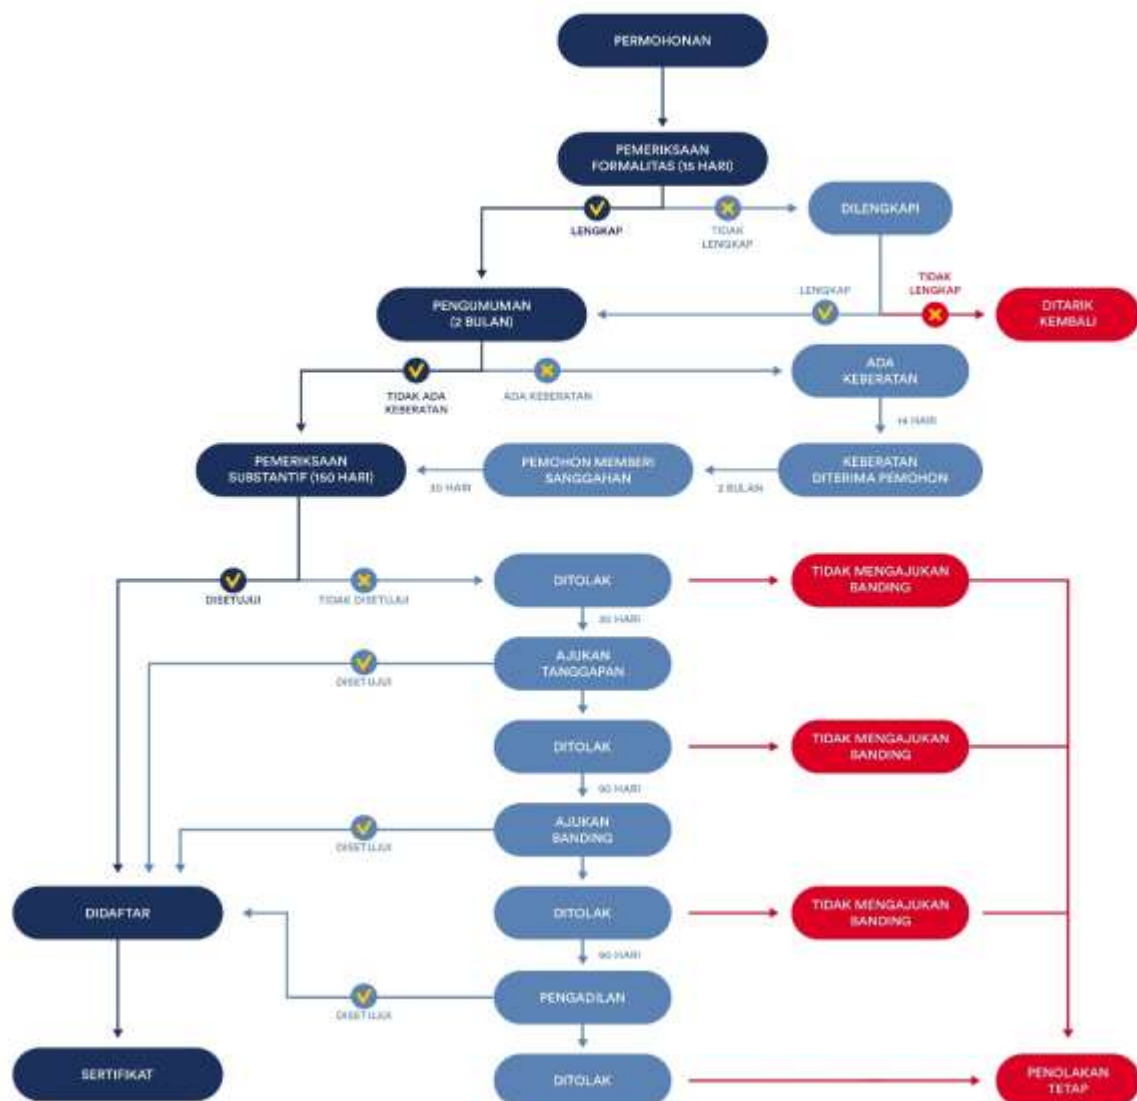 PERMOHONAN
PEMERIKSAAN
FORMALITAS (15 HARI)
LENGKAP
TIDAK
LENGKAP
DILENGKAPI
LENGKAP
TIDAK
LENGKAP
PENGUMUMAN
(2 BULAN)
DITARIK
KEMBALI
TIDAK ADA
KEBERATAN
ADA KEBERATAN
ADA
KEBERATAN
14 HARI
PEMERIKSAAN
SUBSTANTIF (150 HARI)
30 HARI
PEMOHON MEMBERI
SANGGAHAN
2 BULAN
KEBERATAN
DITERIMA PEMOHON
DISETUJUI
TIDAK DISETUJUI
DITOLAK
TIDAK MENGAJUKAN
BANDING
30 HARI
DISETUJUI
AJUKAN
TANGGAPAN
DITOLAK
TIDAK MENGAJUKAN
BANDING
90 HARI
DISETUJUI
AJUKAN
BANDING
DIDAFTAR
DITOLAK
TIDAK MENGAJUKAN
BANDING
90 HARI
DISETUJUI
PENGADILAN
SERTIFIKAT
DITOLAK
PENOLAKAN
TETAP